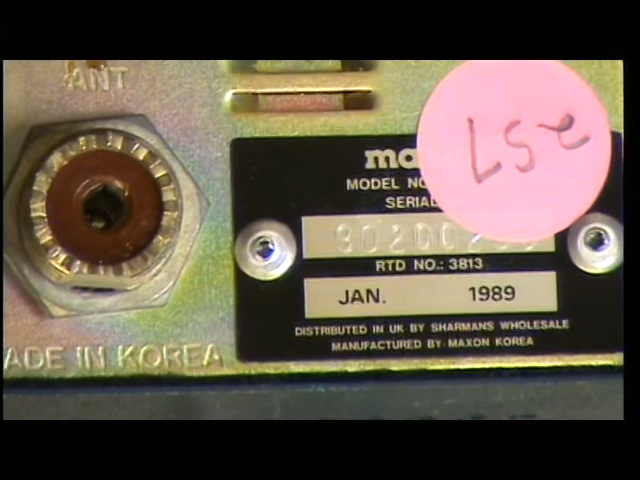 ANT
ma
MODEL NO
SERIAL
RTD NO.: 3813
JAN. 1989
DISTRIBUTED IN UK BY SHARMANS WHOLESALE
MANUFACTURED BY MAXON KOREA
MADE IN KOREA